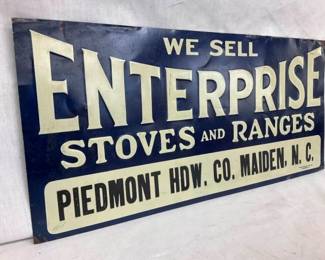 WE SELL
ENTERPRISE
STOVES AND RANGES
PIEDMONT HDW. CO. MAIDEN, N. C.